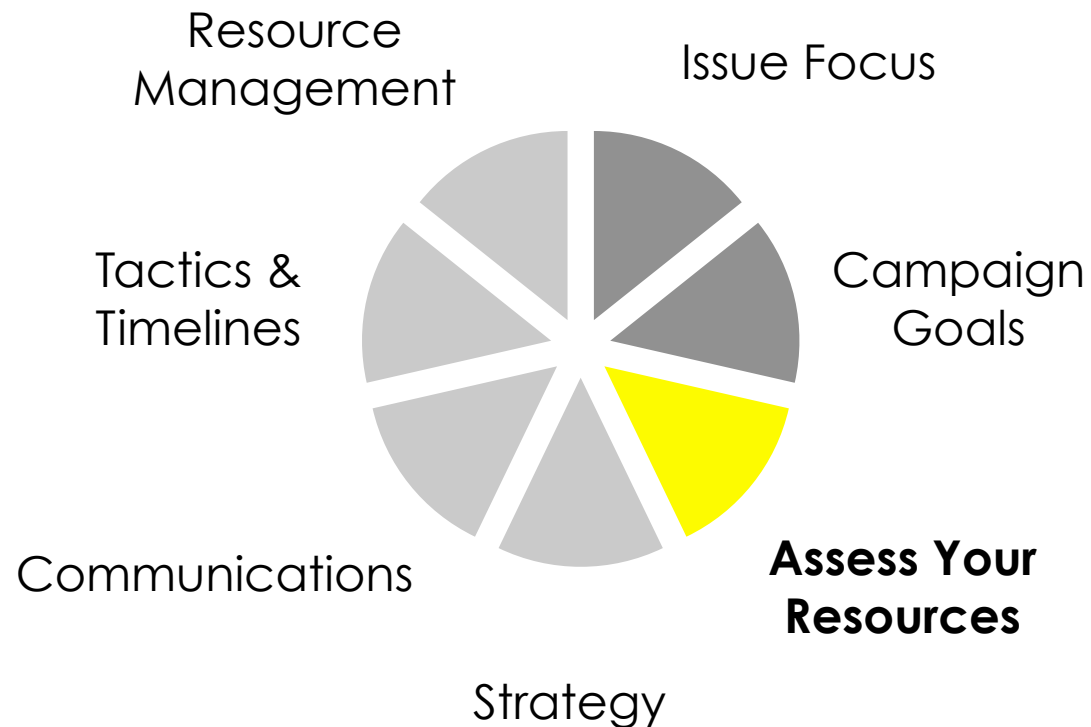 Resource
Management
Issue Focus
Tactics &
Timelines
Campaign
Goals
Communications
Assess Your
Resources
Strategy